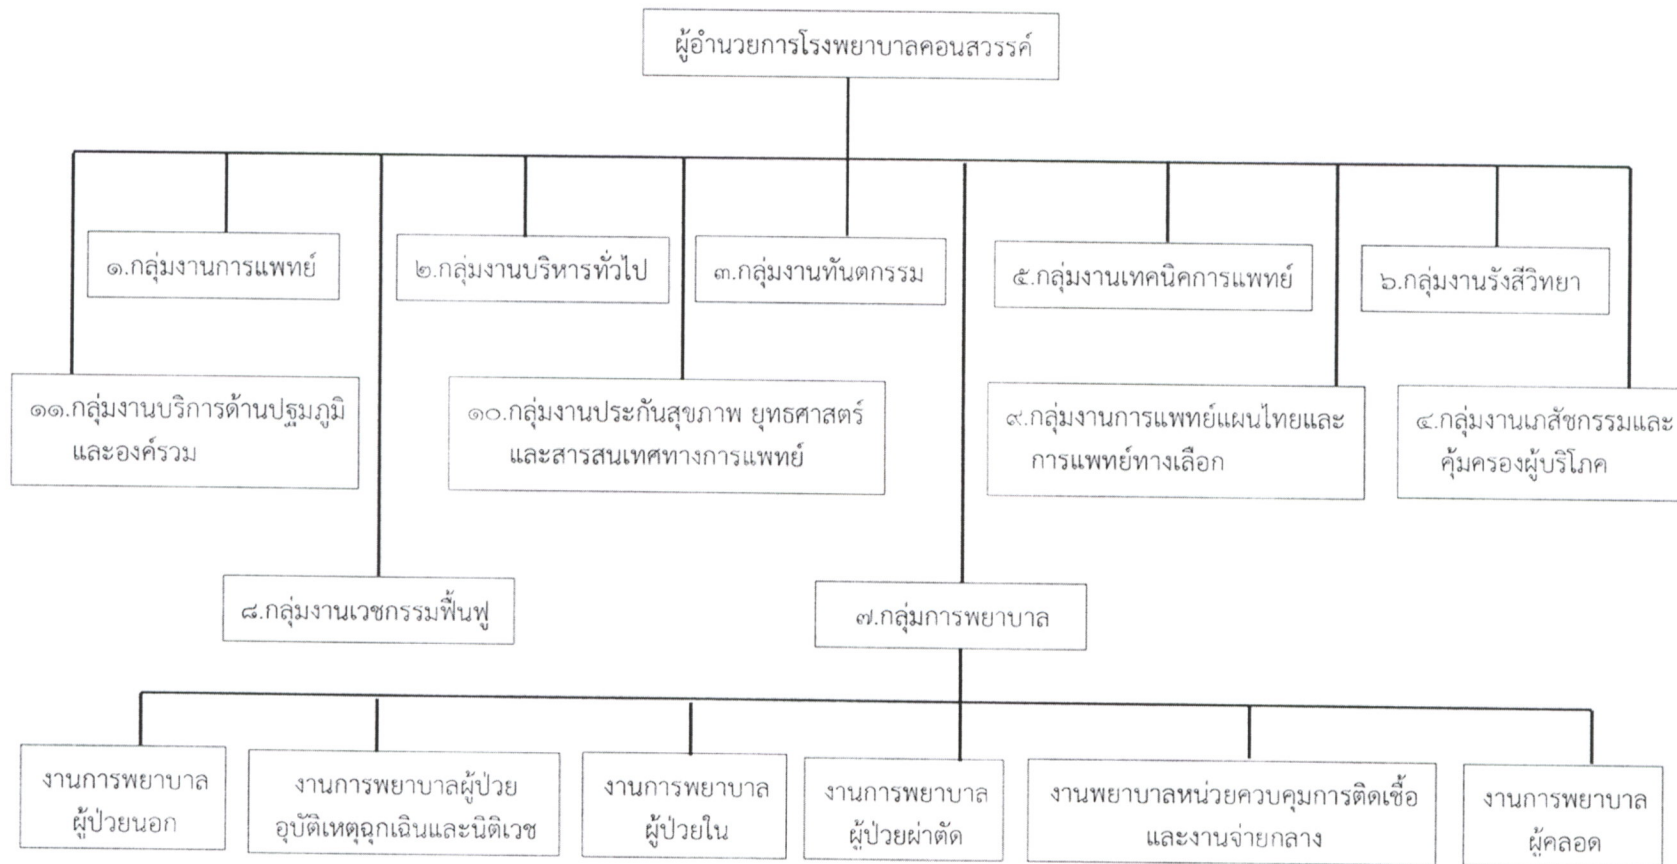 ผู้อำนวยการโรงพยาบาลคอนสวรรค์
๑.กลุ่มงานการแพทย์
๒.กลุ่มงานบริหารทั่วไป
๓.กลุ่มงานทันตกรรม
๕.กลุ่มงานเทคนิคการแพทย์
๖.กลุ่มงานรังสีวิทยา
๑๑.กลุ่มงานบริการด้านปฐมภูมิ
และองค์รวม
๑๐.กลุ่มงานประกันสุขภาพ ยุทธศาสตร์
และสารสนเทศทางการแพทย์
๙.กลุ่มงานการแพทย์แผนไทยและ
การแพทย์ทางเลือก
๔.กลุ่มงานเภสัชกรรมและ
คุ้มครองผู้บริโภค
๘.กลุ่มงานเวชกรรมฟื้นฟู
๗.กลุ่มการพยาบาล
งานการพยาบาล
ผู้ป่วยนอก
งานการพยาบาลผู้ป่วย
อุบัติเหตุฉุกเฉินและนิติเวช
งานการพยาบาล
ผู้ป่วยใน
งานการพยาบาล
ผู้ป่วยผ่าตัด
งานพยาบาลหน่วยควบคุมการติดเชื้อ
และงานจ่ายกลาง
งานการพยาบาล
ผู้คลอด